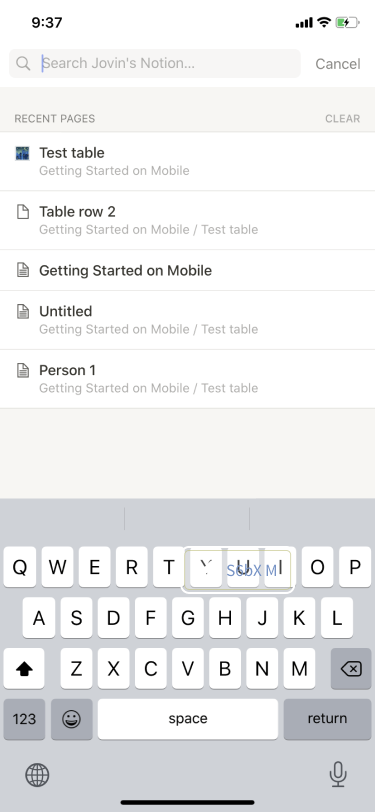 9:37
Search Jovin's Notion...
Cancel
RECENT PAGES
CLEAR
Test table
Getting Started on Mobile
Table row 2
Getting Started on Mobile / Test table
Getting Started on Mobile
Untitled
Getting Started on Mobile / Test table
Person 1
Getting Started on Mobile / Test table
Q W E R T Y U I O P
S6bX M
A S D F G H J K L
Z X C V B N M
123
space
return